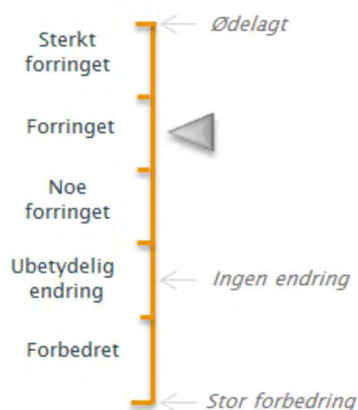 Ødelagt
Sterkt
forringet
Forringet
Noe
forringet
Ubetydelig
endring
Ingen endring
Forbedret
Stor forbedring